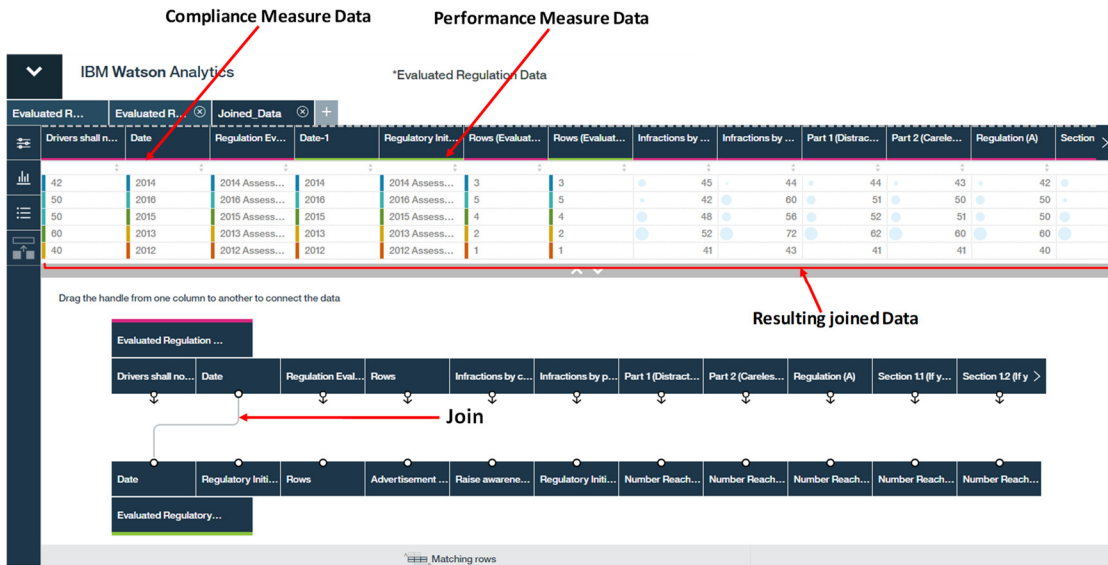 Compliance Measure Data
Performance Measure Data
IBM Watson Analytics
*Evaluated Regulation Data
Evaluated R... Evaluated R... Joined_Data +
Drivers shall n... Date Regulation Ev... Date-1 Regulatory Init... Rows (Evaluat... Rows (Evaluat... Infractions by ... Infractions by ... Part 1 (Distrac... Part 2 (Carele... Regulation (A) Section
42 2014 2014 Assess... 2014 2014 Assess... 3 3 45 44 44 43 42
50 2016 2016 Assess... 2016 2016 Assess... 5 5 42 60 51 50 50
50 2015 2015 Assess... 2015 2015 Assess... 4 4 48 56 52 51 50
60 2013 2013 Assess... 2013 2013 Assess... 2 2 52 72 62 60 60
40 2012 2012 Assess... 2012 2012 Assess... 1 1 41 43 41 41 40
Drag the handle from one column to another to connect the data
Resulting joined Data
Evaluated Regulation ...
Drivers shall no... Date Regulation Eval... Rows Infractions by c... Infractions by p... Part 1 (Distract... Part 2 (Careles... Regulation (A) Section 1.1 (If y... Section 1.2 (If y
Join
Date Regulatory Initi... Rows Advertisement ... Raise awarene... Regulatory Initi... Number Reach... Number Reach... Number Reach... Number Reach... Number Reach...
Evaluated Regulatory...
Matching rows